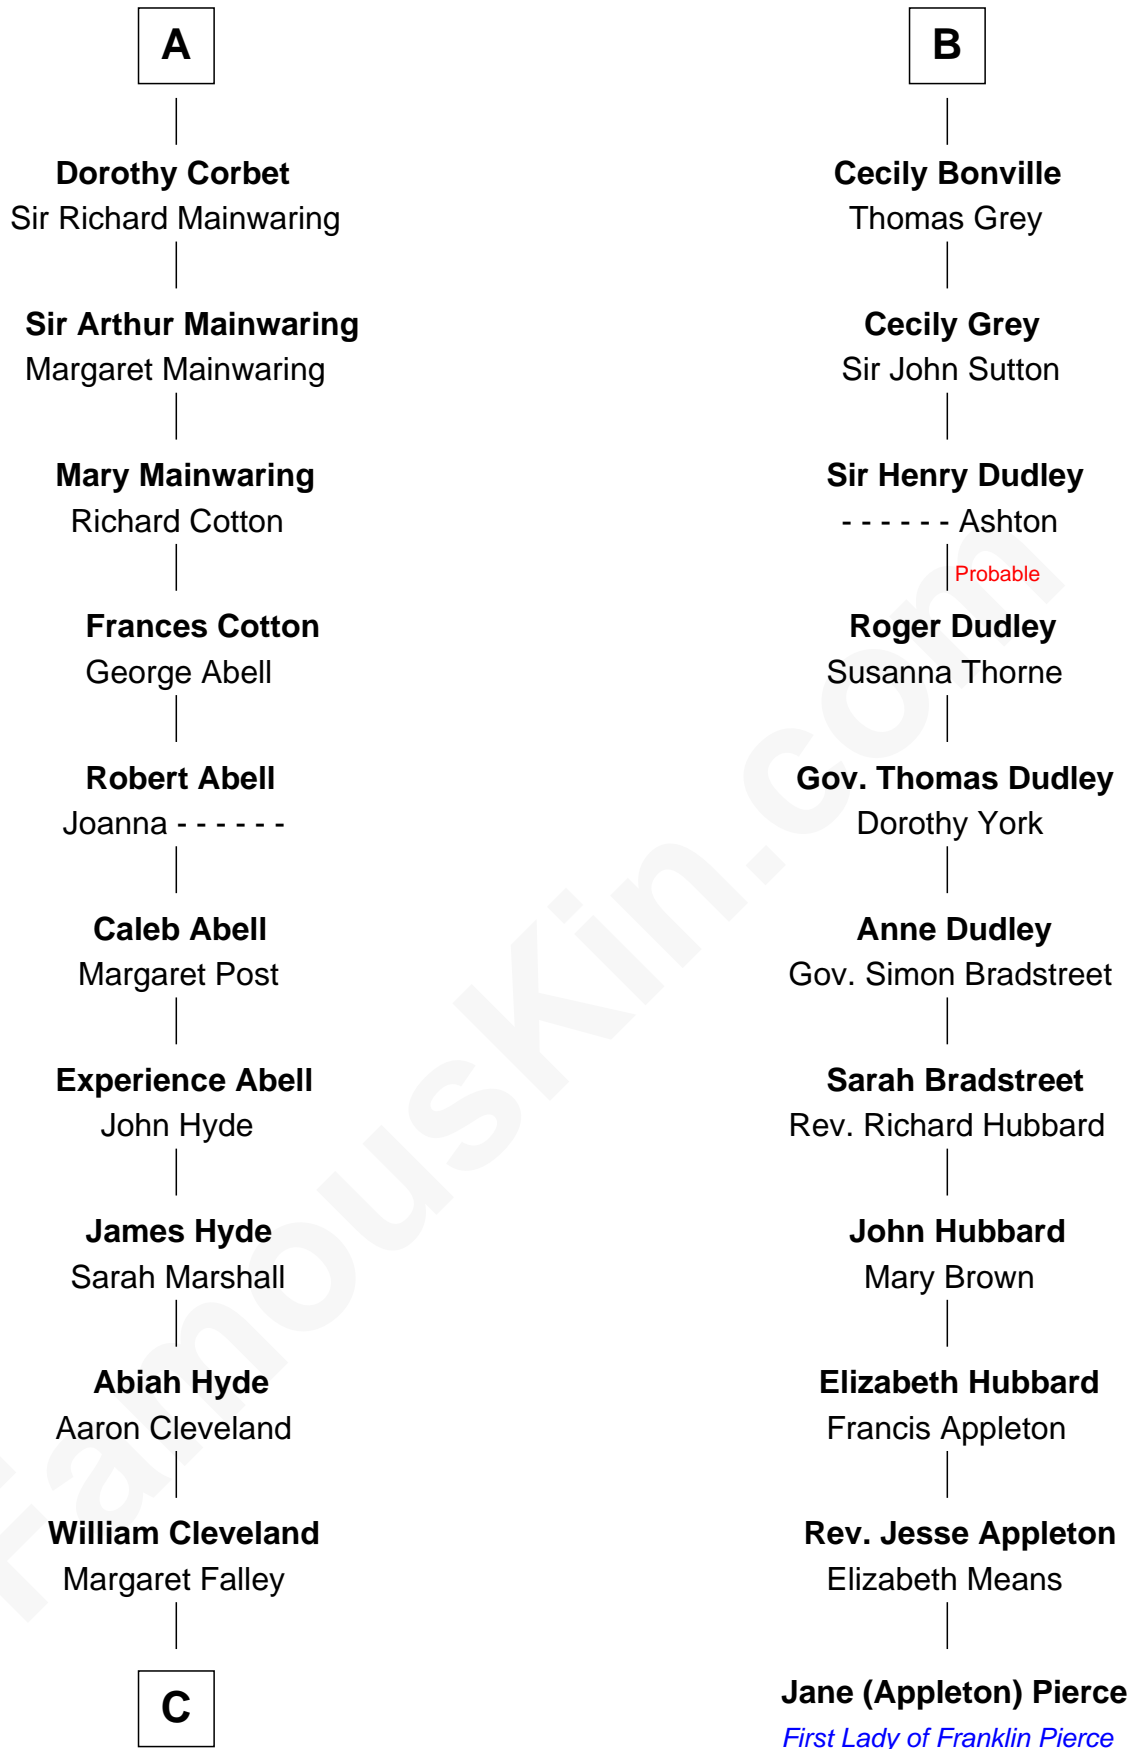 A
Dorothy Corbet
Sir Richard Mainwaring
Sir Arthur Mainwaring
Margaret Mainwaring
Mary Mainwaring
Richard Cotton
Frances Cotton
George Abell
Robert Abell
Joanna - - - - - -
Caleb Abell
Margaret Post
Experience Abell
John Hyde
James Hyde
Sarah Marshall
Abiah Hyde
Aaron Cleveland
William Cleveland
Margaret Falley
C
B
Cecily Bonville
Thomas Grey
Cecily Grey
Sir John Sutton
Sir Henry Dudley
- - - - - - Ashton
Probable
Roger Dudley
Susanna Thorne
Gov. Thomas Dudley
Dorothy York
Anne Dudley
Gov. Simon Bradstreet
Sarah Bradstreet
Rev. Richard Hubbard
John Hubbard
Mary Brown
Elizabeth Hubbard
Francis Appleton
Rev. Jesse Appleton
Elizabeth Means
Jane (Appleton) Pierce
First Lady of Franklin Pierce
FamousKin.com